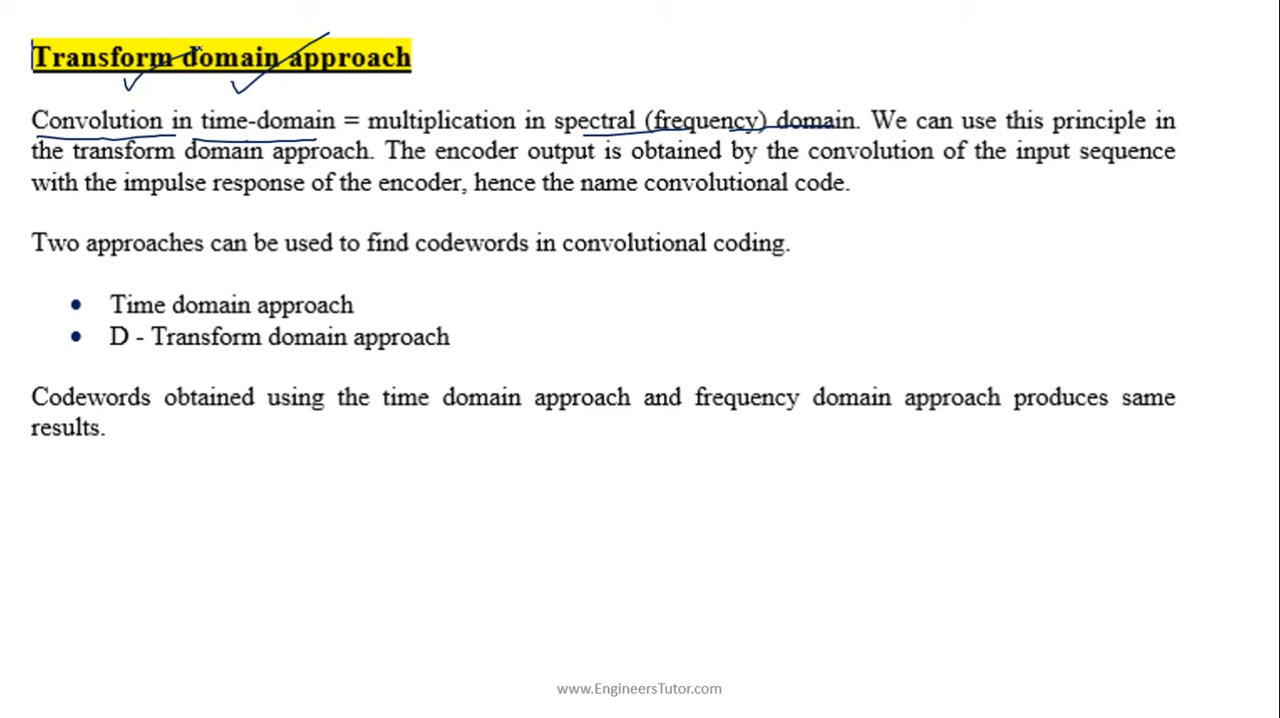 Transform domain approach
Convolution in time-domain = multiplication in spectral (frequency) domain. We can use this principle in
the transform domain approach. The encoder output is obtained by the convolution of the input sequence
with the impulse response of the encoder, hence the name convolutional code.
Two approaches can be used to find codewords in convolutional coding.
• Time domain approach
• D - Transform domain approach
Codewords obtained using the time domain approach and frequency domain approach produces same
results.
www.EngineersTutor.com